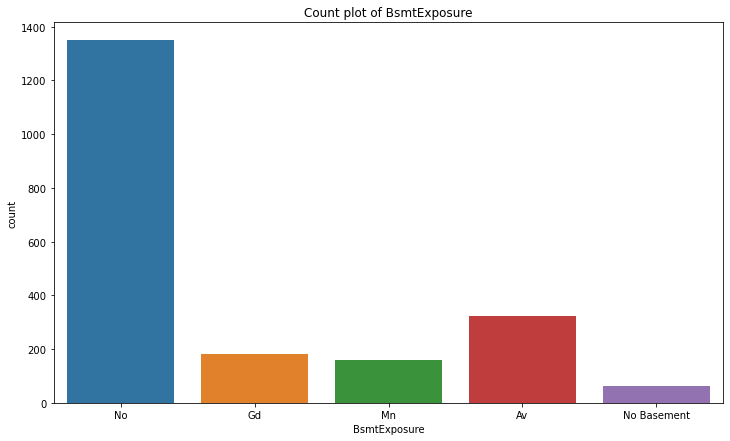 Count plot of BsmtExposure
1400
1200
1000
800
600
400
200
0
count
No Gd Mn Av No Basement
BsmtExposure